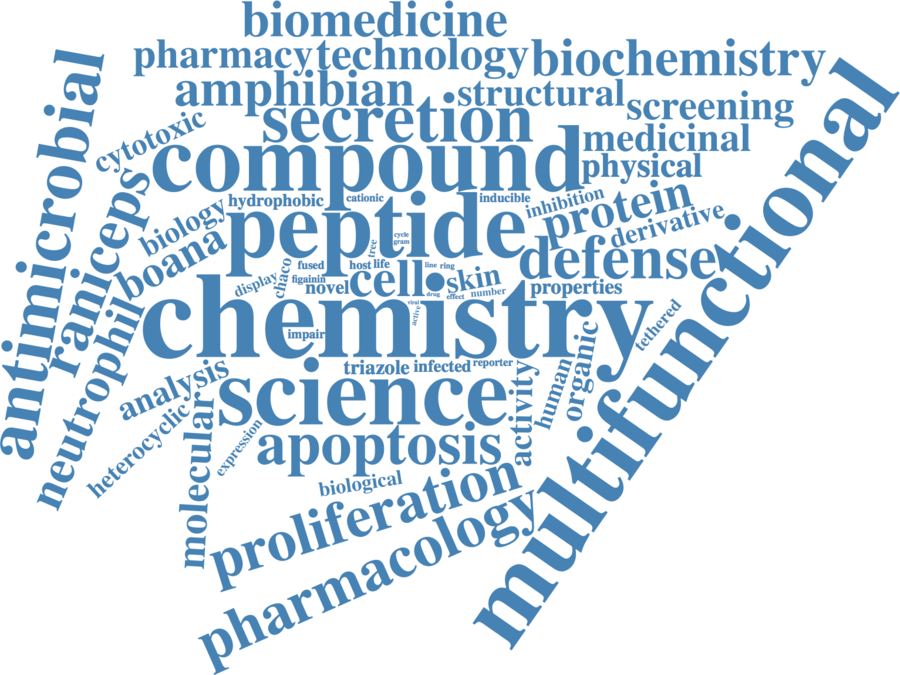 biomedicine
pharmacy technology
biochemistry
amphibian
structural
screening
antimicrobial
cytotoxic
secretion
medicinal
compound
physical
multifunctional
raniceps
biology
hydrophobic
cationic
inducible
inhibition
protein
derivative
boana
peptide
cycle
gram
tree
defense
chaco
fused
host
life
line
ring
display
figainin
novel
cell
skin
drug
effect
number
properties
neutrophil
viral
active
chemistry
tethered
impair
triazole
infected
reporter
organic
human
activity
analysis
science
heterocyclic
molecular
expression
apoptosis
biological
proliferation
pharmacology